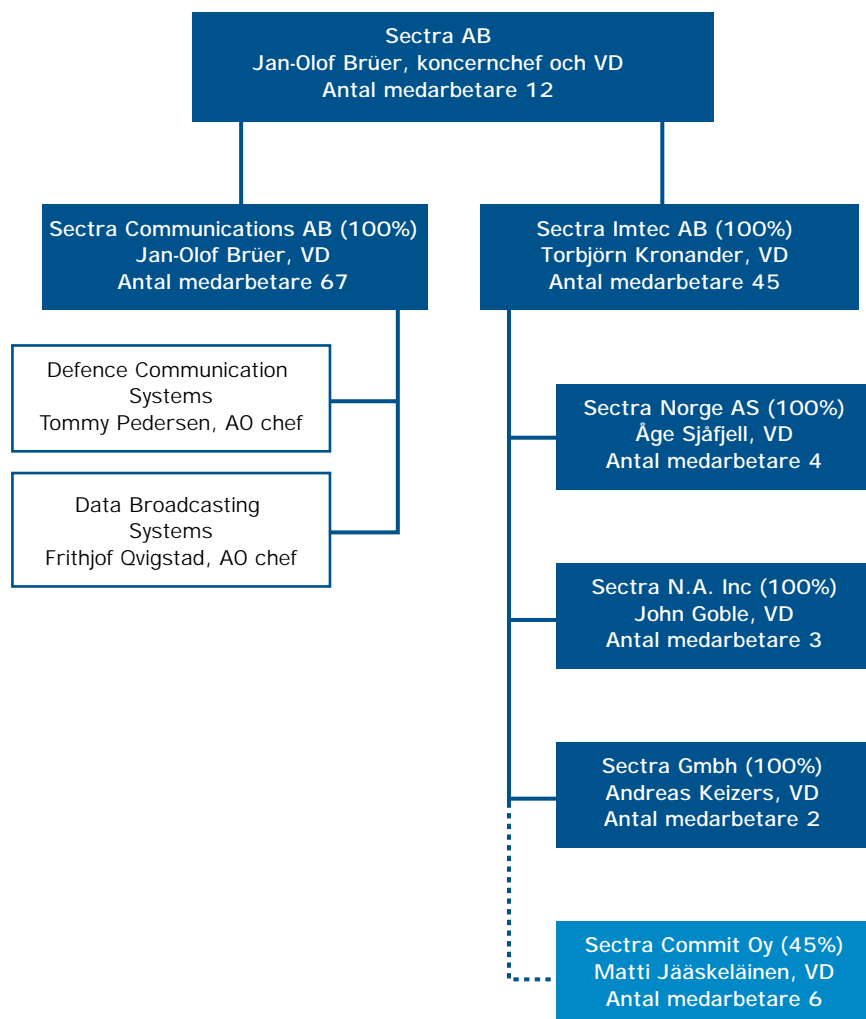 Sectra AB
Jan-Olof Brüer, koncernchef och VD
Antal medarbetare 12
Sectra Communications AB (100%)
Jan-Olof Brüer, VD
Antal medarbetare 67
Sectra Imtec AB (100%)
Torbjörn Kronander, VD
Antal medarbetare 45
Defence Communication
Systems
Tommy Pedersen, AO chef
Data Broadcasting
Systems
Frithjof Qvigstad, AO chef
Sectra Norge AS (100%)
Åge Sjåfjell, VD
Antal medarbetare 4
Sectra N.A. Inc (100%)
John Goble, VD
Antal medarbetare 3
Sectra Gmbh (100%)
Andreas Keizers, VD
Antal medarbetare 2
Sectra Commit Oy (45%)
Matti Jääskeläinen, VD
Antal medarbetare 6